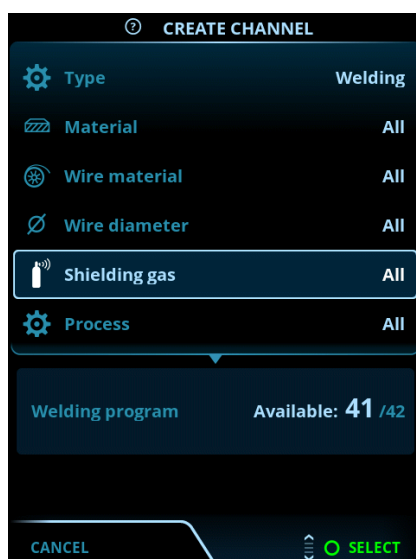 ? CREATE CHANNEL
Type Welding
Material All
Wire material All
Wire diameter All
Shielding gas All
Process All
Welding program Available: 41 /42
CANCEL SELECT